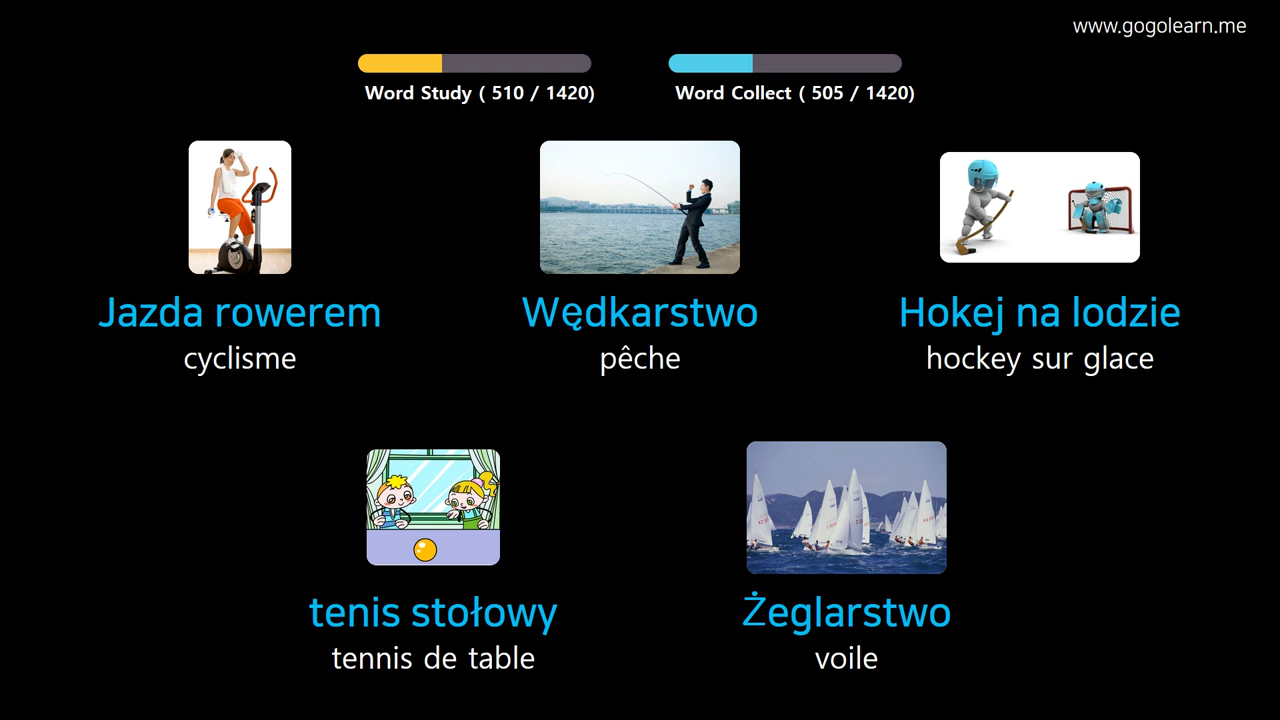 www.gogolearn.me
Word Study ( 510 / 1420)
Word Collect ( 505 / 1420)
Jazda rowerem
cyclisme
Wędkarstwo
pêche
Hokej na lodzie
hockey sur glace
tenis stołowy
tennis de table
Żeglarstwo
voile